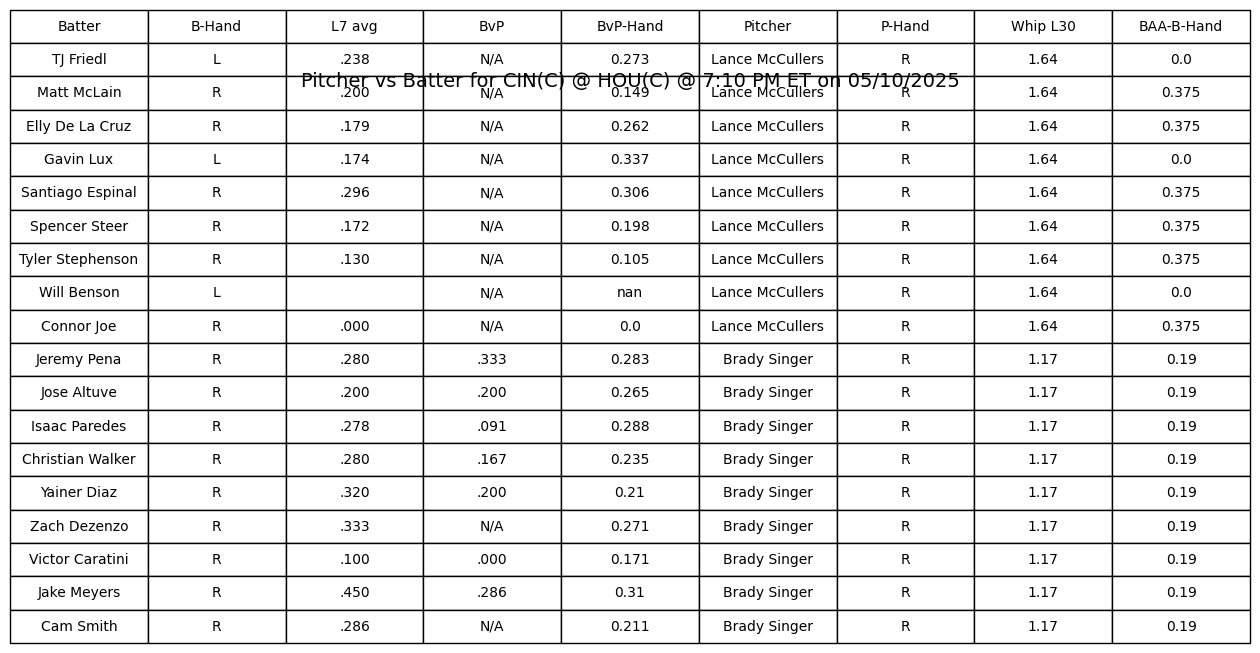 Batter B-Hand L7 avg BvP BvP-Hand Pitcher P-Hand Whip L30 BAA-B-Hand
TJ Friedl L .238 N/A 0.273 Lance McCullers R 1.64 0.0
Pitcher vs Batter for CIN(C) @ HOU(C) @ 7:10 PM ET on 05/10/2025
Matt McLain R .200 N/A 0.149 Lance McCullers R 1.64 0.375
Elly De La Cruz R .179 N/A 0.262 Lance McCullers R 1.64 0.375
Gavin Lux L .174 N/A 0.337 Lance McCullers R 1.64 0.0
Santiago Espinal R .296 N/A 0.306 Lance McCullers R 1.64 0.375
Spencer Steer R .172 N/A 0.198 Lance McCullers R 1.64 0.375
Tyler Stephenson R .130 N/A 0.105 Lance McCullers R 1.64 0.375
Will Benson L N/A nan Lance McCullers R 1.64 0.0
Connor Joe R .000 N/A 0.0 Lance McCullers R 1.64 0.375
Jeremy Pena R .280 .333 0.283 Brady Singer R 1.17 0.19
Jose Altuve R .200 .200 0.265 Brady Singer R 1.17 0.19
Isaac Paredes R .278 .091 0.288 Brady Singer R 1.17 0.19
Christian Walker R .280 .167 0.235 Brady Singer R 1.17 0.19
Yainer Diaz R .320 .200 0.21 Brady Singer R 1.17 0.19
Zach Dezenzo R .333 N/A 0.271 Brady Singer R 1.17 0.19
Victor Caratini R .100 .000 0.171 Brady Singer R 1.17 0.19
Jake Meyers R .450 .286 0.31 Brady Singer R 1.17 0.19
Cam Smith R .286 N/A 0.211 Brady Singer R 1.17 0.19